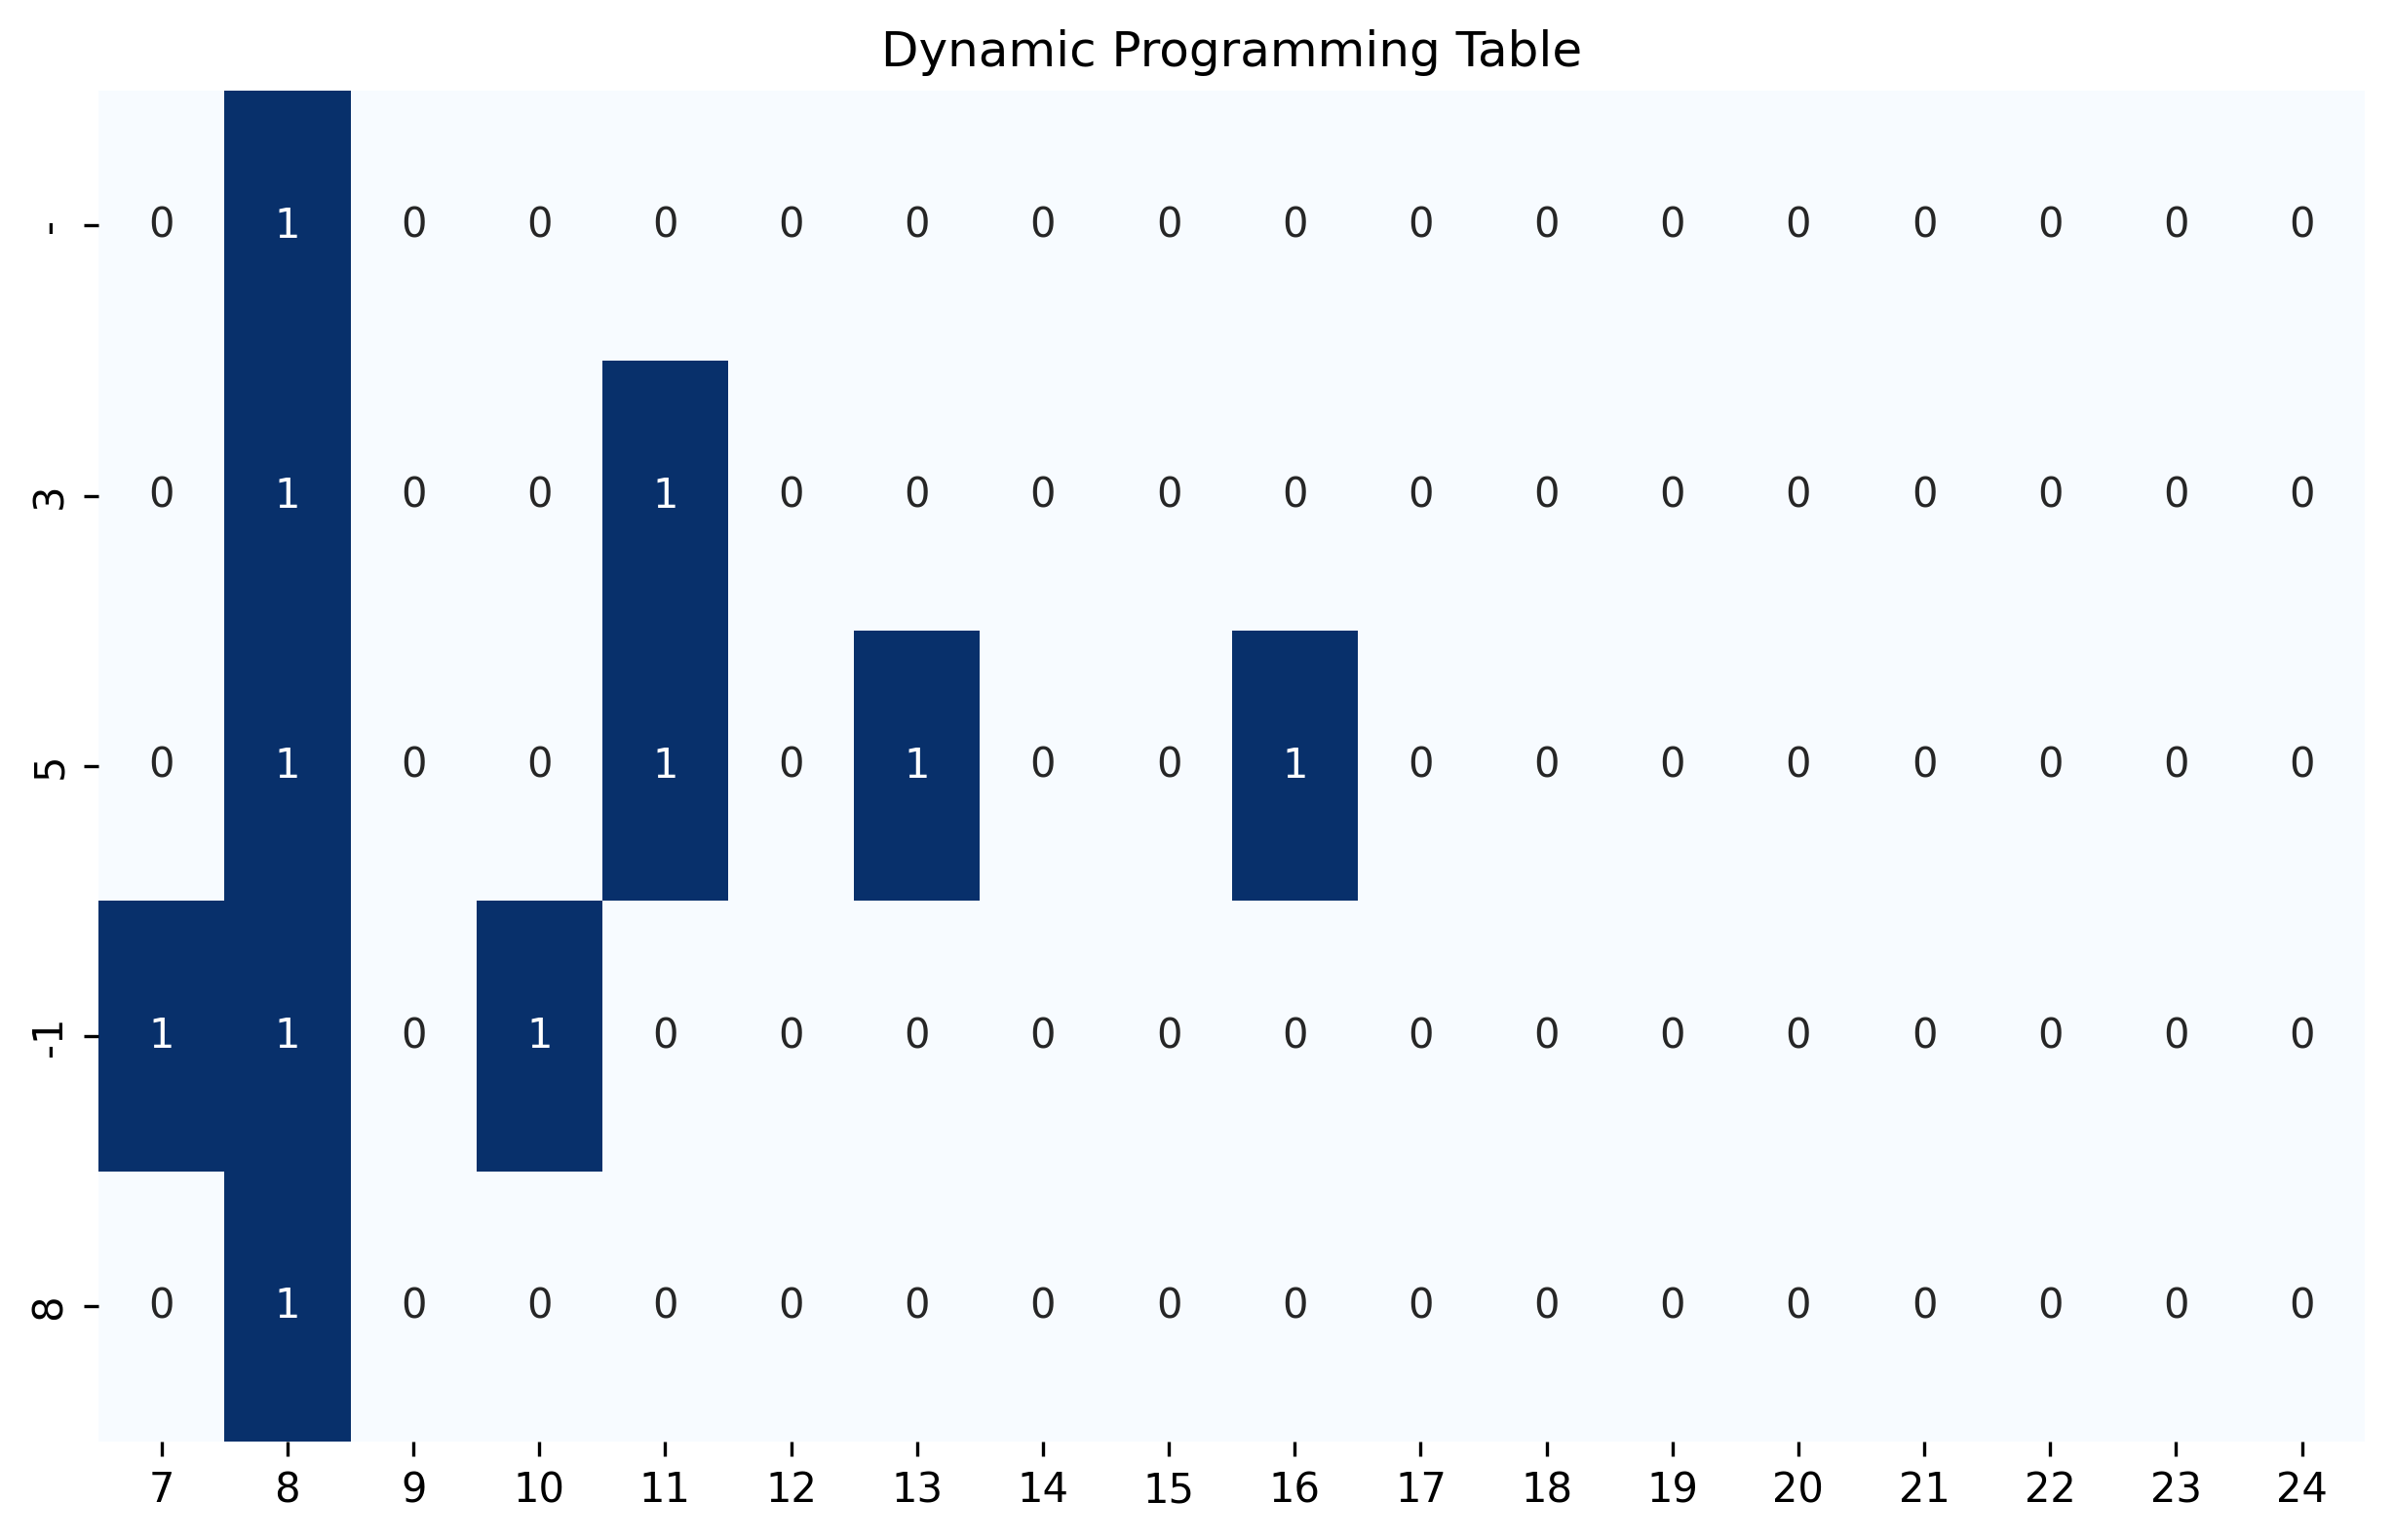 Dynamic Programming Table
- 0 1 0 0 0 0 0 0 0 0 0 0 0 0 0 0 0 0
3 0 1 0 0 1 0 0 0 0 0 0 0 0 0 0 0 0 0
5 0 1 0 0 1 0 1 0 0 1 0 0 0 0 0 0 0 0
-1 1 1 0 1 0 0 0 0 0 0 0 0 0 0 0 0 0 0
8 0 1 0 0 0 0 0 0 0 0 0 0 0 0 0 0 0 0
7 8 9 10 11 12 13 14 15 16 17 18 19 20 21 22 23 24